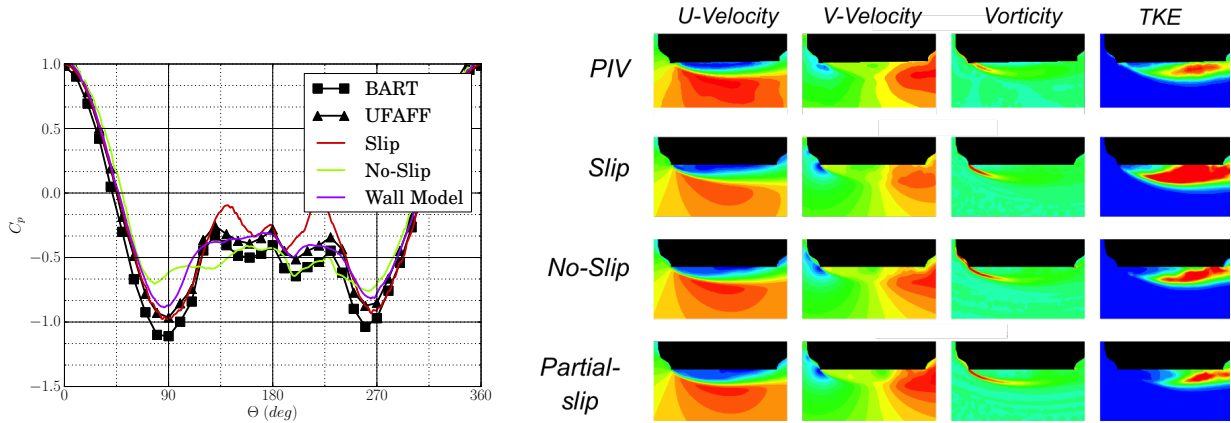 U-Velocity V-Velocity Vorticity TKE
PIV
Slip
No-Slip
Partial-
slip
1.0
0.5
0.0
−0.5
−1.0
−1.5
C_p
BART
UFAFF
Slip
No-Slip
Wall Model
0 90 180 270 360
Θ (deg)